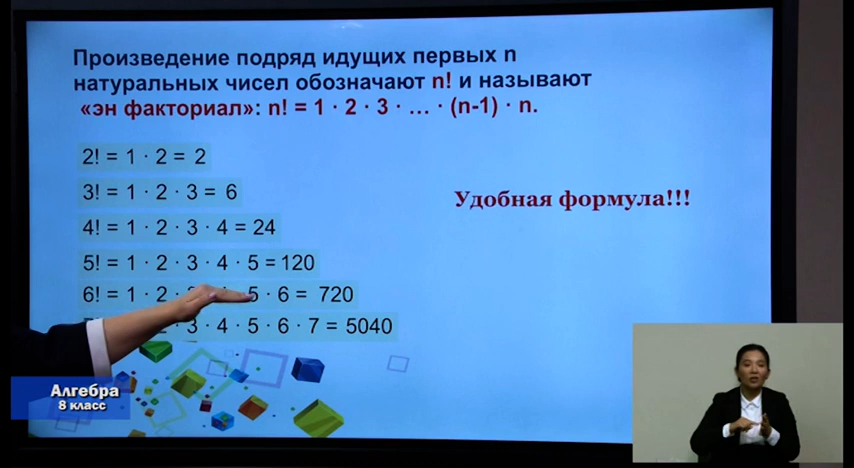 Произведение подряд идущих первых n
натуральных чисел обозначают n! и называют
«эн факториал»: n! = 1 · 2 · 3 · … · (n-1) · n.
2! = 1 · 2 = 2
3! = 1 · 2 · 3 = 6
Удобная формула!!!
4! = 1 · 2 · 3 · 4 = 24
5! = 1 · 2 · 3 · 4 · 5 = 120
6! = 1 · 2 · 5 · 6 = 720
3 · 4 · 5 · 6 · 7 = 5040
Алгебра
8 класс